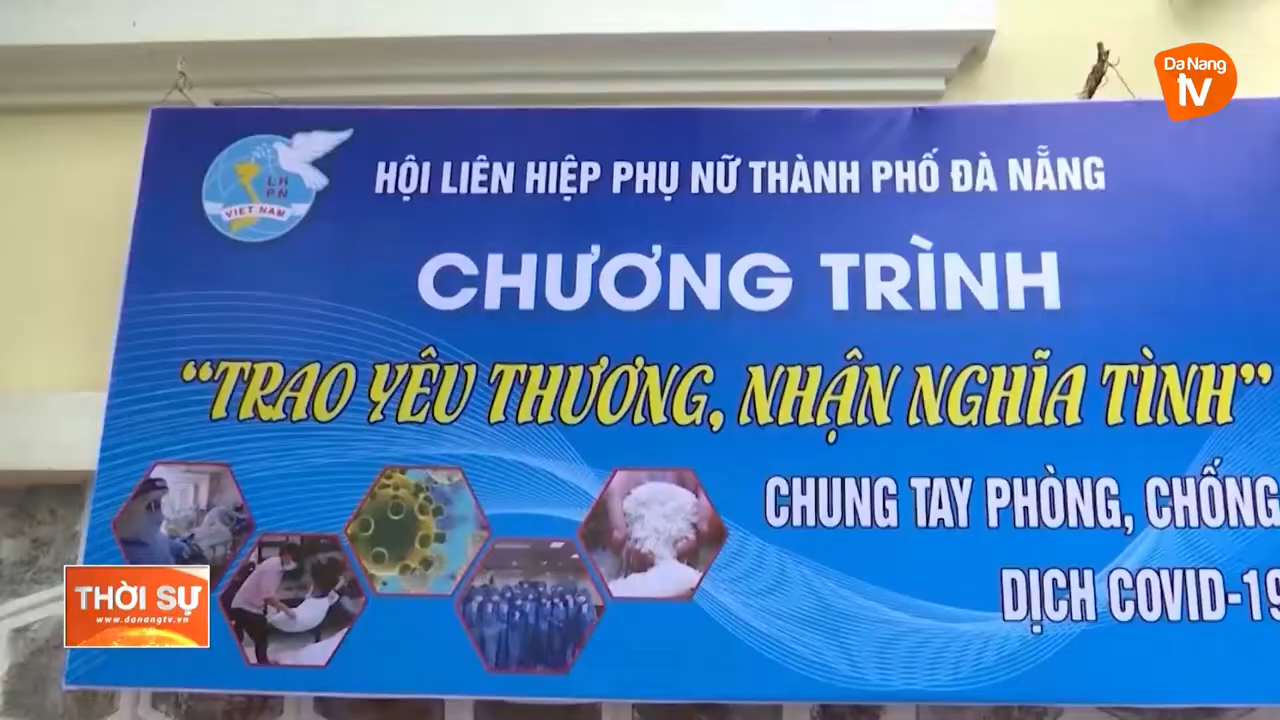 Da Nang
tv
LH
PN
VIET NAM
HỘI LIÊN HIỆP PHỤ NỮ THÀNH PHỐ ĐÀ NẴNG
CHƯƠNG TRÌNH
“TRAO YÊU THƯƠNG, NHẬN NGHĨA TÌNH”
CHUNG TAY PHÒNG, CHỐNG
DỊCH COVID-19
THỜI SỰ
www.danangtv.vn